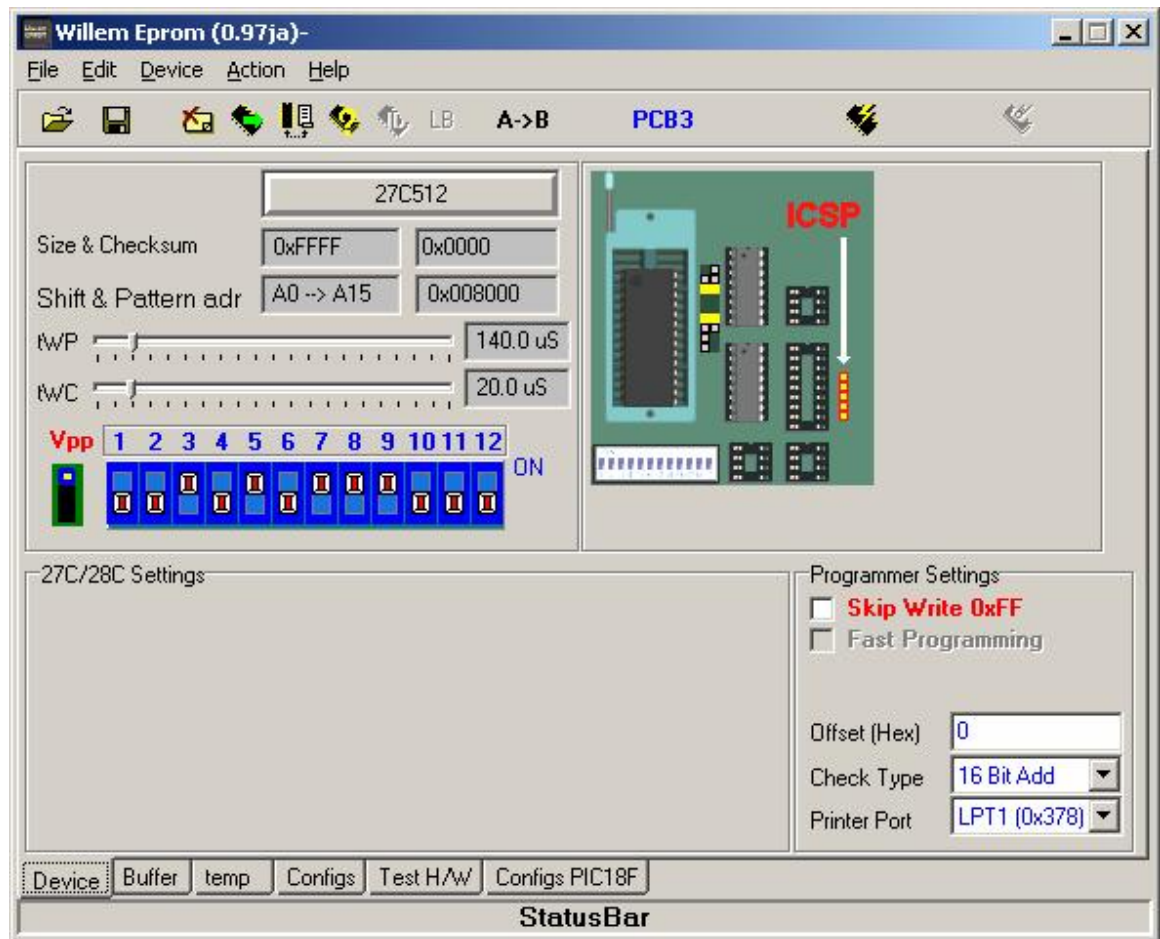 Willem Eprom (0.97ja)-
File Edit Device Action Help
LB A->B PCB3
27C512
Size & Checksum 0xFFFF 0x0000
Shift & Pattern adr A0 --> A15 0x008000
tWP 140.0 uS
tWC 20.0 uS
Vpp 1 2 3 4 5 6 7 8 9 10 11 12
ON
ICSP
27C/28C Settings
Programmer Settings
Skip Write 0xFF
Fast Programming
Offset (Hex) 0
Check Type 16 Bit Add
Printer Port LPT1 (0x378)
Device Buffer temp Configs Test H/W Configs PIC18F
StatusBar